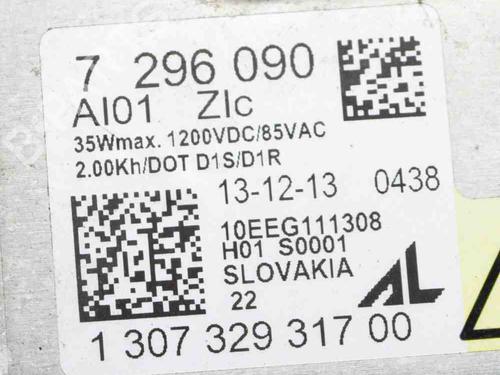 7 296 090
AI01 ZIc
35Wmax. 1200VDC/85VAC
2.00Kh/DOT D1S/D1R
13-12-13 0438
10EEG111308
H01 S0001
SLOVAKIA
22
AL
1 307 329 317 00